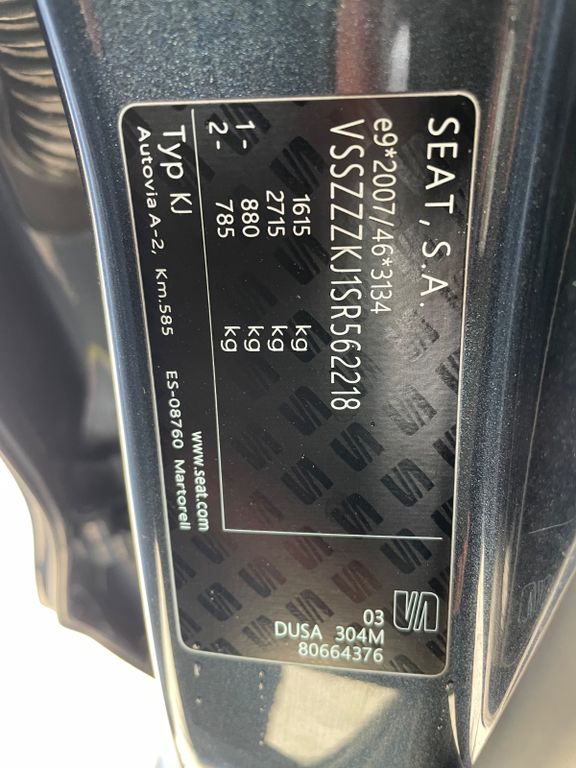 SEAT, S.A.
e9*2007/46*3134
VSSZZZKJ1SR562218
1615 kg
2715 kg
1- 880 kg
2- 785 kg
Typ KJ
www.seat.com
Autovia A-2, Km.585 ES-08760 Martorell
03
DUSA 304M
80664376